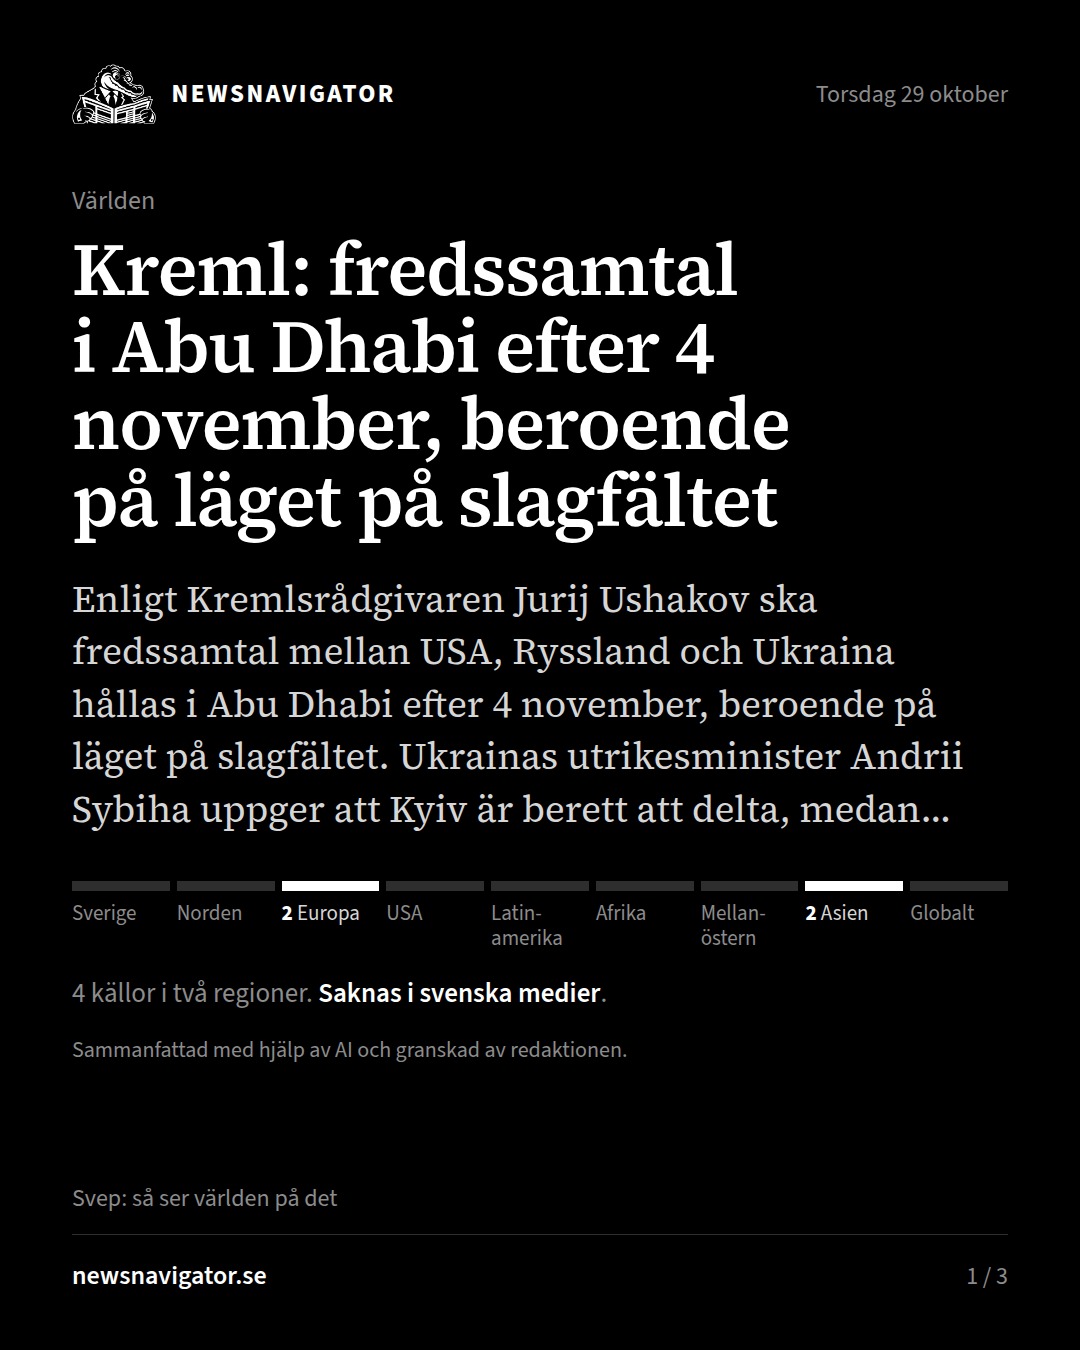 NEWSNAVIGATOR
Torsdag 29 oktober
Världen
Kreml: fredssamtal
i Abu Dhabi efter 4
november, beroende
på läget på slagfältet
Enligt Kremlsrådgivaren Jurij Ushakov ska
fredssamtal mellan USA, Ryssland och Ukraina
hållas i Abu Dhabi efter 4 november, beroende på
läget på slagfältet. Ukrainas utrikesminister Andrii
Sybiha uppger att Kyiv är berett att delta, medan...
Sverige
Norden
2 Europa
USA
Latin-
amerika
Afrika
Mellan-
östern
2 Asien
Globalt
4 källor i två regioner. Saknas i svenska medier.
Sammanfattad med hjälp av AI och granskad av redaktionen.
Svep: så ser världen på det
newsnavigator.se
1 / 3